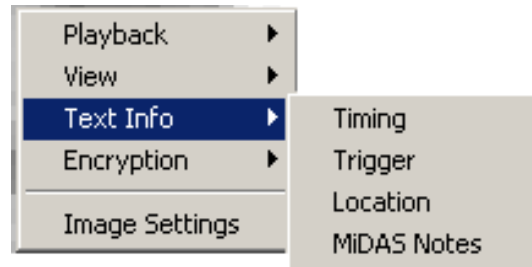 Playback
View
Text Info
Encryption
Image Settings
Timing
Trigger
Location
MiDAS Notes